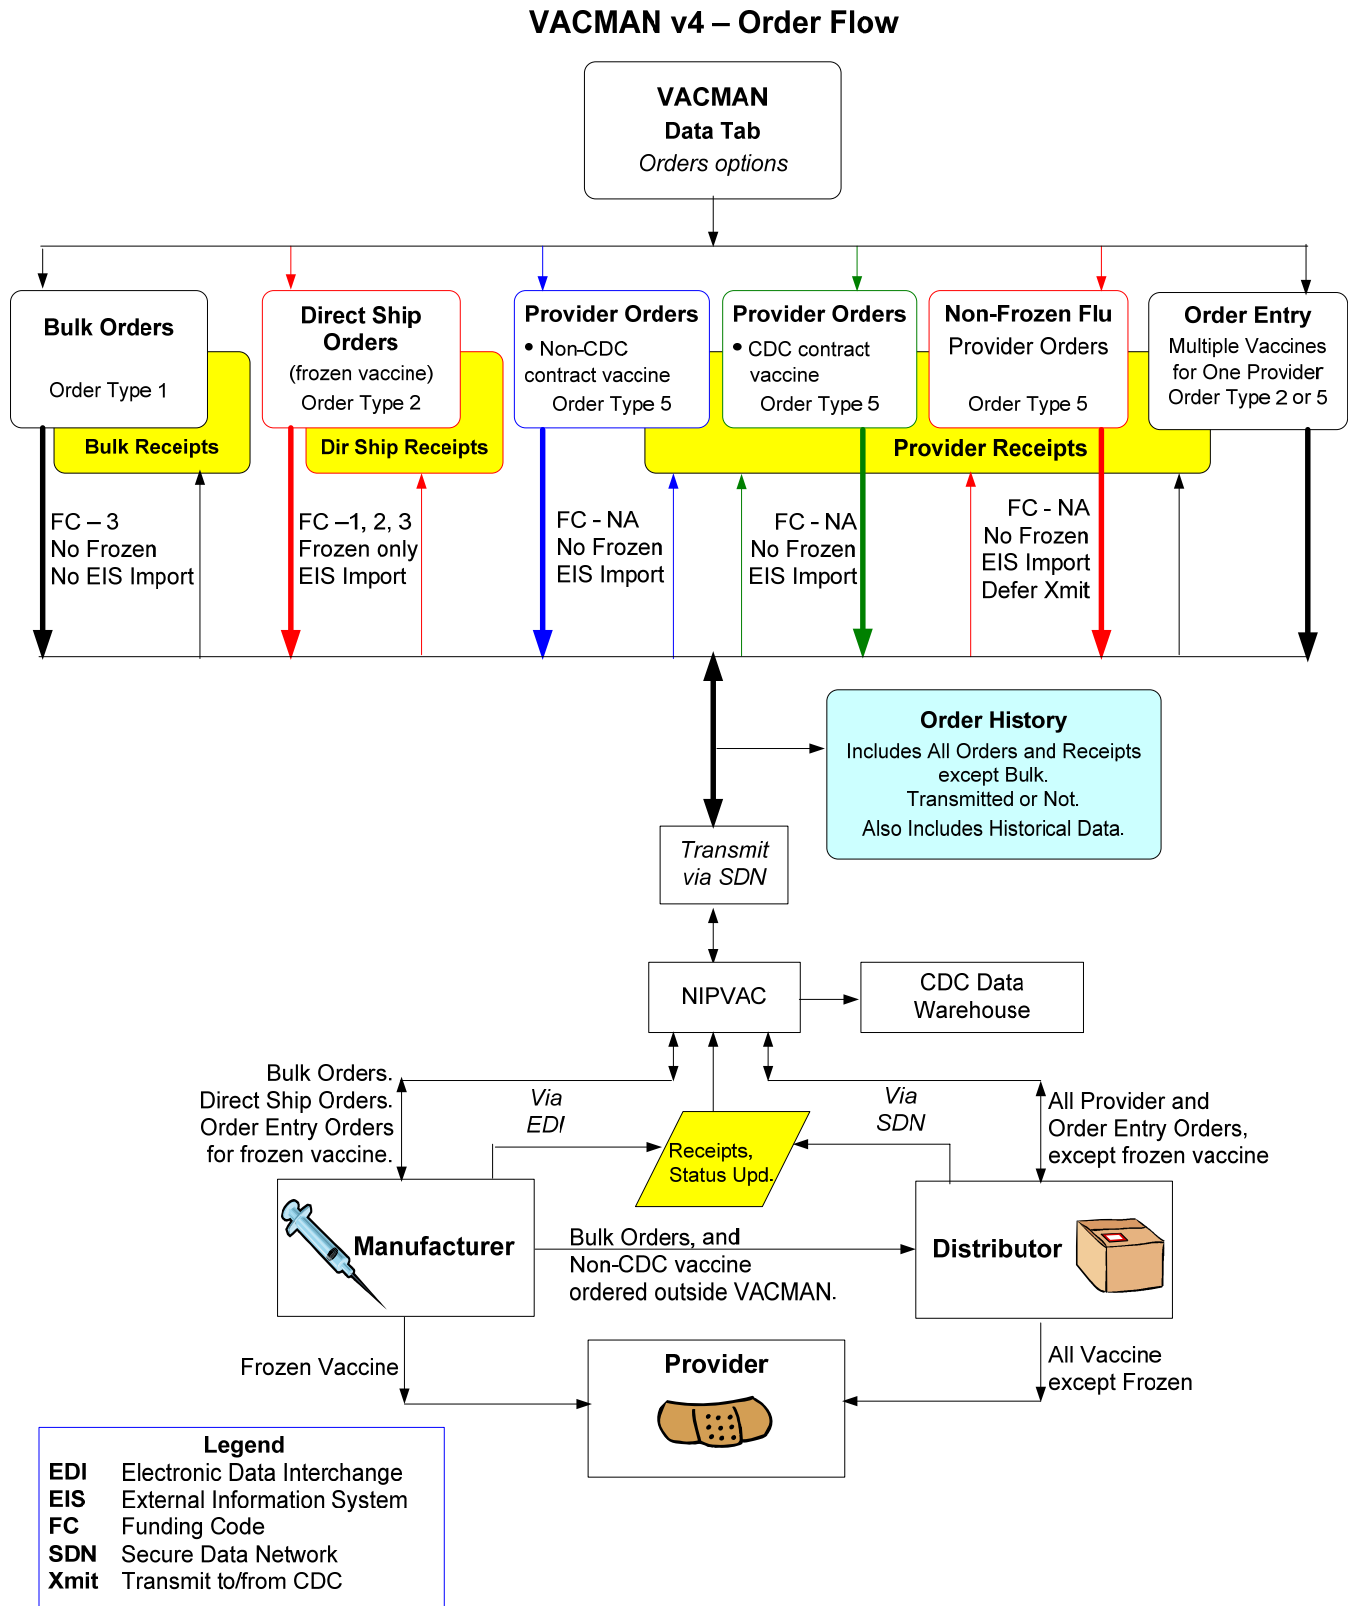 VACMAN v4 – Order Flow
VACMAN
Data Tab
Orders options
Bulk Orders
Order Type 1
Bulk Receipts
Direct Ship
Orders
(frozen vaccine)
Order Type 2
Dir Ship Receipts
Provider Orders
• Non-CDC
contract vaccine
Order Type 5
Provider Orders
• CDC contract
vaccine
Order Type 5
Non-Frozen Flu
Provider Orders
Order Type 5
Order Entry
Multiple Vaccines
for One Provider
Order Type 2 or 5
Provider Receipts
FC – 3
No Frozen
No EIS Import
FC –1, 2, 3
Frozen only
EIS Import
FC - NA
No Frozen
EIS Import
FC - NA
No Frozen
EIS Import
FC - NA
No Frozen
EIS Import
Defer Xmit
Order History
Includes All Orders and Receipts
except Bulk.
Transmitted or Not.
Also Includes Historical Data.
Transmit
via SDN
NIPVAC
CDC Data
Warehouse
Bulk Orders.
Direct Ship Orders.
Order Entry Orders
for frozen vaccine.
Via
EDI
Via
SDN
All Provider and
Order Entry Orders,
except frozen vaccine
Receipts,
Status Upd.
Manufacturer
Bulk Orders, and
Non-CDC vaccine
ordered outside VACMAN.
Distributor
Frozen Vaccine
Provider
All Vaccine
except Frozen
Legend
EDI Electronic Data Interchange
EIS External Information System
FC Funding Code
SDN Secure Data Network
Xmit Transmit to/from CDC